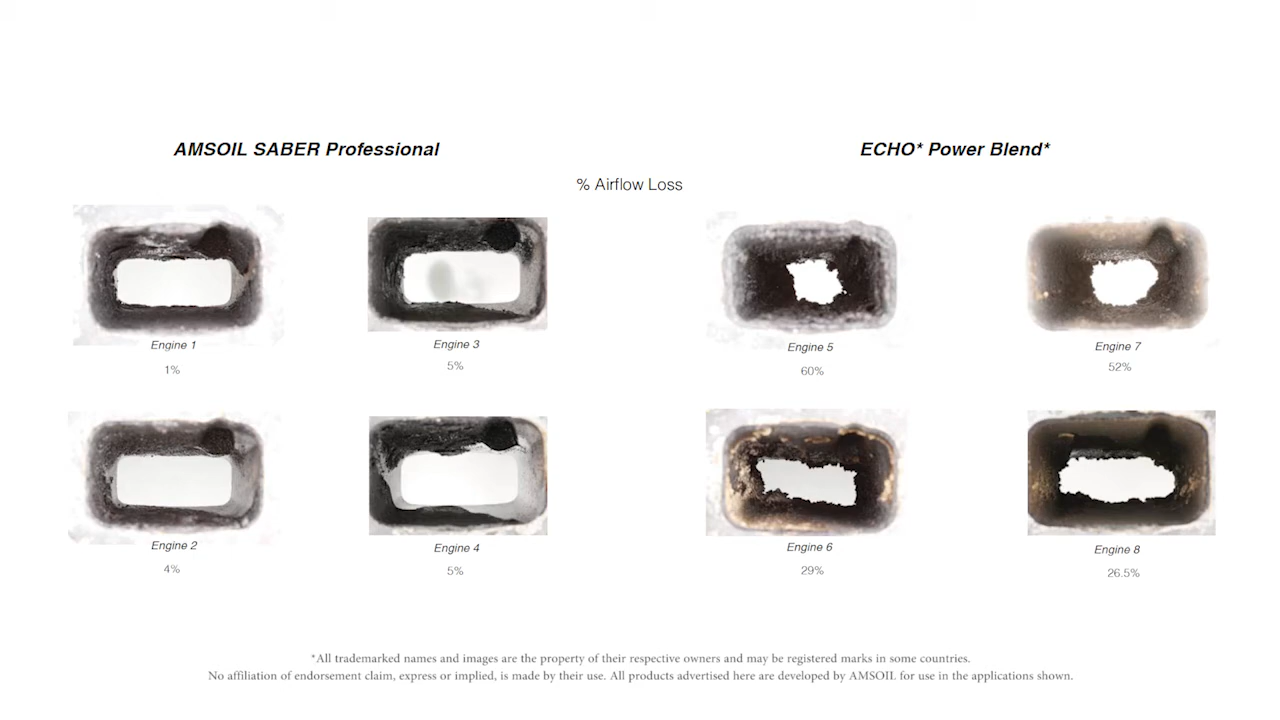 AMSOIL SABER Professional
ECHO* Power Blend*
% Airflow Loss
Engine 1
1%
Engine 3
5%
Engine 5
60%
Engine 7
52%
Engine 2
4%
Engine 4
5%
Engine 6
29%
Engine 8
26.5%
*All trademarked names and images are the property of their respective owners and may be registered marks in some countries.
No affiliation of endorsement claim, express or implied, is made by their use. All products advertised here are developed by AMSOIL for use in the applications shown.